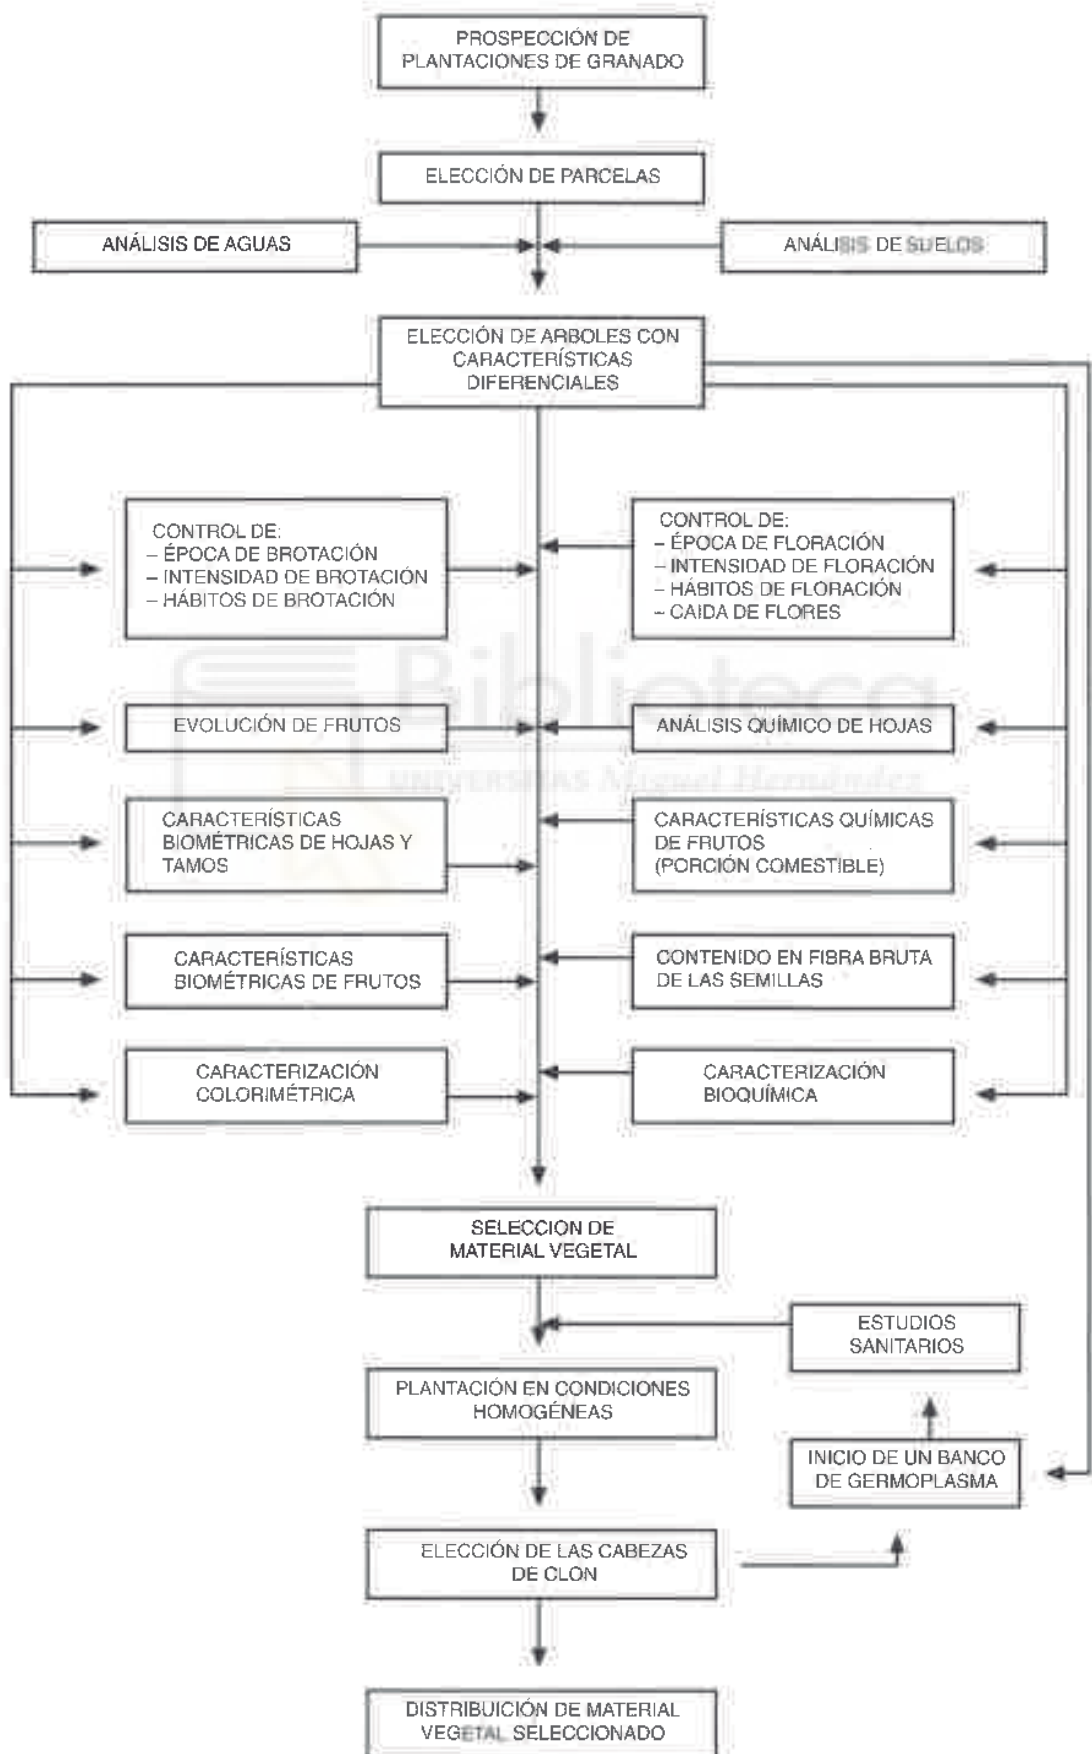 PROSPECCIÓN DE
PLANTACIONES DE GRANADO
ELECCIÓN DE PARCELAS
ANÁLISIS DE AGUAS
ANÁLISIS DE SUELOS
ELECCIÓN DE ARBOLES CON
CARACTERÍSTICAS
DIFERENCIALES
CONTROL DE:
– ÉPOCA DE BROTACIÓN
– INTENSIDAD DE BROTACIÓN
– HÁBITOS DE BROTACIÓN
CONTROL DE:
– ÉPOCA DE FLORACIÓN
– INTENSIDAD DE FLORACIÓN
– HÁBITOS DE FLORACIÓN
– CAIDA DE FLORES
Biblioteca
UNIVERSITAS Miguel Hernández
EVOLUCIÓN DE FRUTOS
ANÁLISIS QUÍMICO DE HOJAS
CARACTERÍSTICAS
BIOMÉTRICAS DE HOJAS Y
TAMOS
CARACTERÍSTICAS QUÍMICAS
DE FRUTOS
(PORCIÓN COMESTIBLE)
CARACTERÍSTICAS
BIOMÉTRICAS DE FRUTOS
CONTENIDO EN FIBRA BRUTA
DE LAS SEMILLAS
CARACTERIZACIÓN
COLORIMÉTRICA
CARACTERIZACIÓN
BIOQUÍMICA
SELECCION DE
MATERIAL VEGETAL
ESTUDIOS
SANITARIOS
PLANTACIÓN EN CONDICIONES
HOMOGÉNEAS
INICIO DE UN BANCO
DE GERMOPLASMA
ELECCIÓN DE LAS CABEZAS
DE CLON
DISTRIBUICIÓN DE MATERIAL
VEGETAL SELECCIONADO